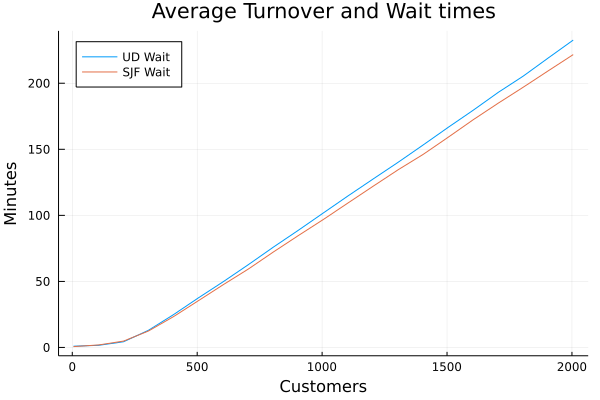 Average Turnover and Wait times
UD Wait
SJF Wait
200
150
100
50
0
Minutes
0 500 1000 1500 2000
Customers